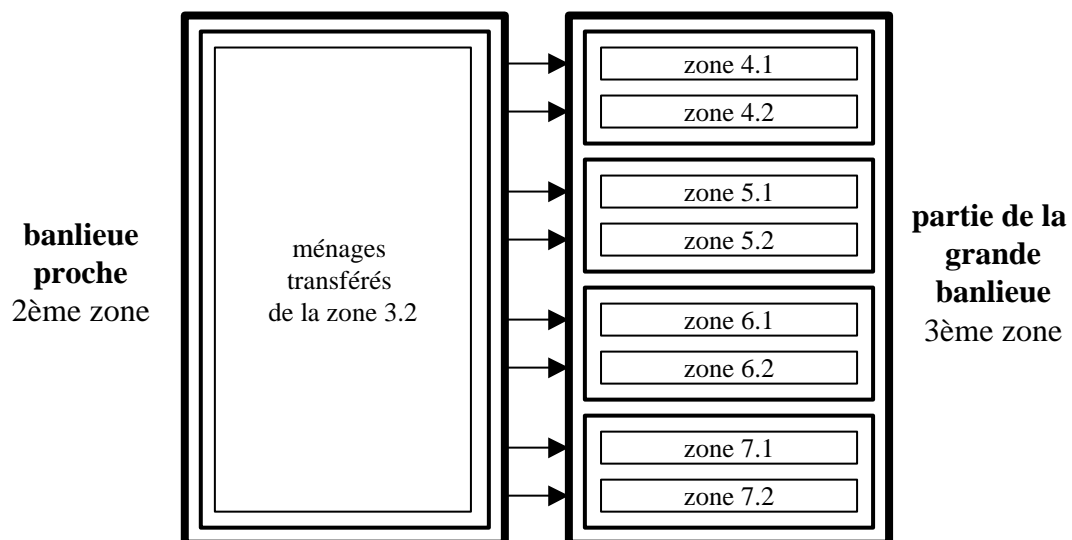 banlieue
proche
2ème zone
ménages
transférés
de la zone 3.2
zone 4.1
zone 4.2
zone 5.1
zone 5.2
zone 6.1
zone 6.2
zone 7.1
zone 7.2
partie de la
grande
banlieue
3ème zone